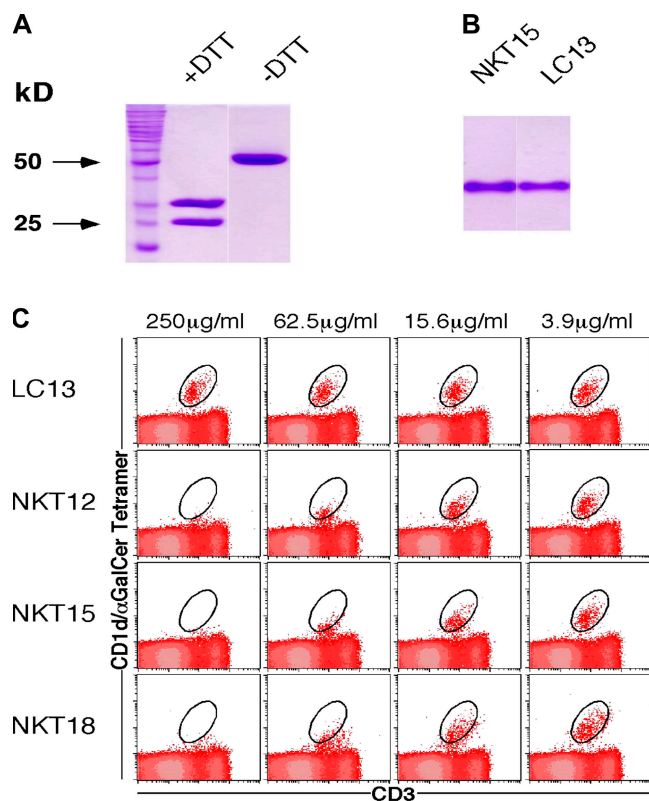 A
B
+DTT
-DTT
NKT15
LC13
kD
50
25
C
250μg/ml 62.5μg/ml 15.6μg/ml 3.9μg/ml
LC13
NKT12
NKT15
NKT18
CD1d/αGalCer Tetramer
CD3